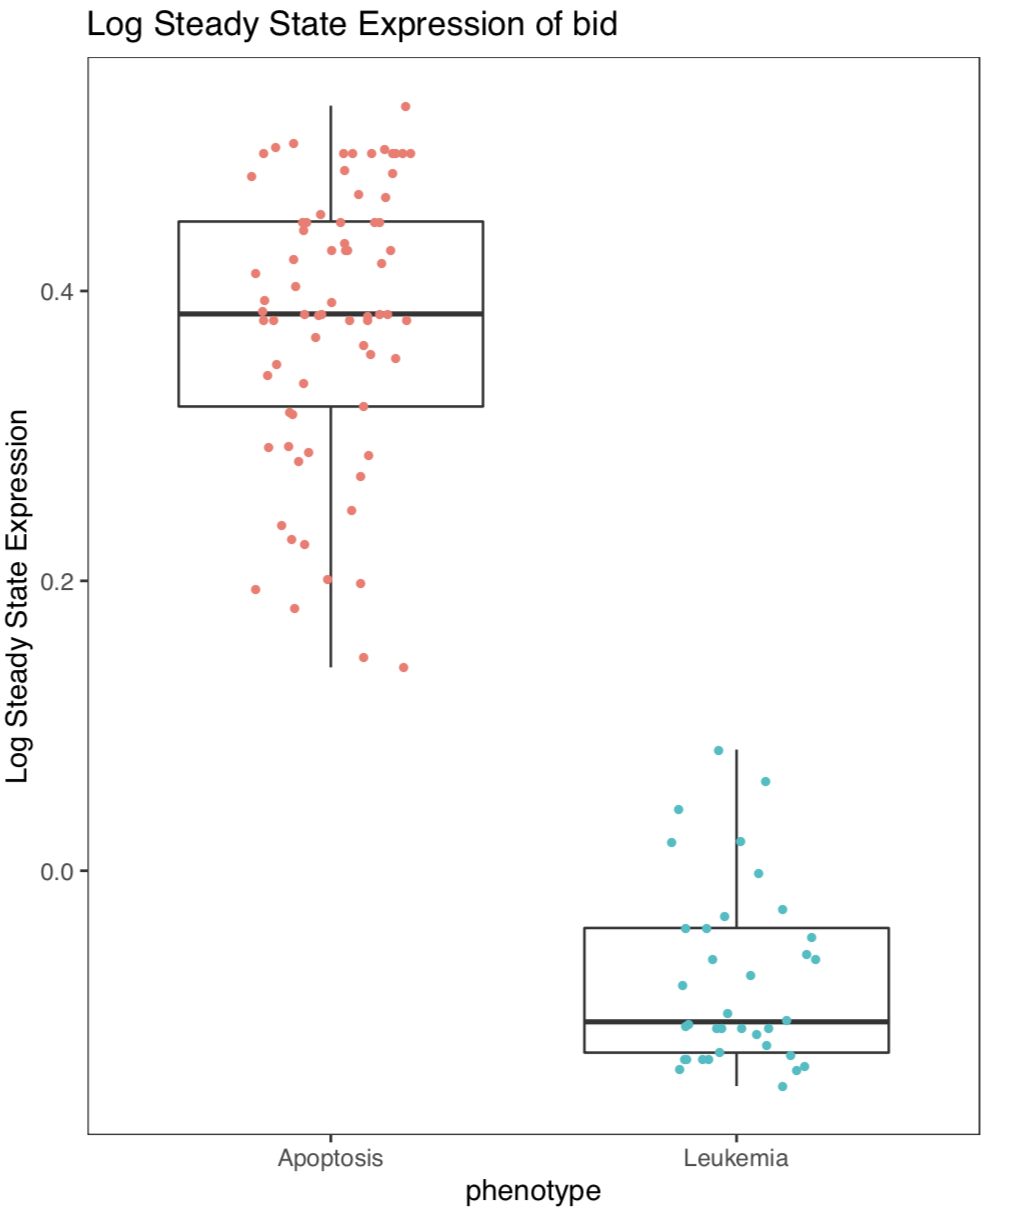 Log Steady State Expression of bid
Log Steady State Expression
0.4
0.2
0.0
Apoptosis
Leukemia
phenotype